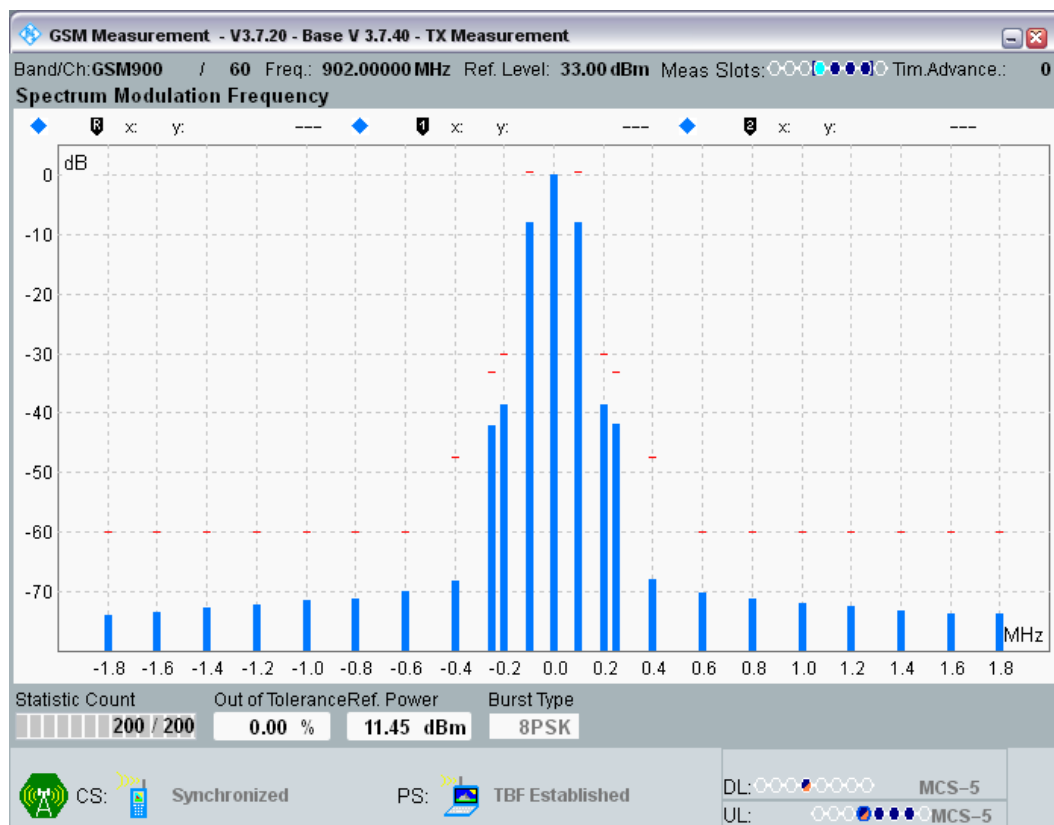 GSM Measurement - V3.7.20 - Base V 3.7.40 - TX Measurement
Band/Ch:GSM900 / 60 Freq.: 902.00000 MHz Ref. Level: 33.00 dBm Meas Slots: Tim.Advance.: 0
Spectrum Modulation Frequency
R x: y: --- 1 x: y: --- 2 x: y: ---
dB
0
-10
-20
-30
-40
-50
-60
-70
MHz
-1.8 -1.6 -1.4 -1.2 -1.0 -0.8 -0.6 -0.4 -0.2 0.0 0.2 0.4 0.6 0.8 1.0 1.2 1.4 1.6 1.8
Statistic Count Out of Tolerance Ref. Power Burst Type
200 / 200 0.00 % 11.45 dBm 8PSK
CS: Synchronized PS: TBF Established DL: MCS-5
UL: MCS-5